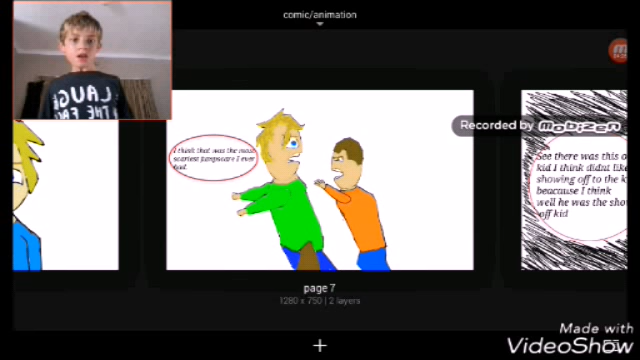 comic/animation
Recorded by mobizen
I think that was the most
scariest jumpscare I ever
had.
See there was this o
kid I think didnt like
showing off to the k
beacause I think
well he was the sho
off kid
page 7
1280 x 750 | 2 layers
+
Made with
VideoShow